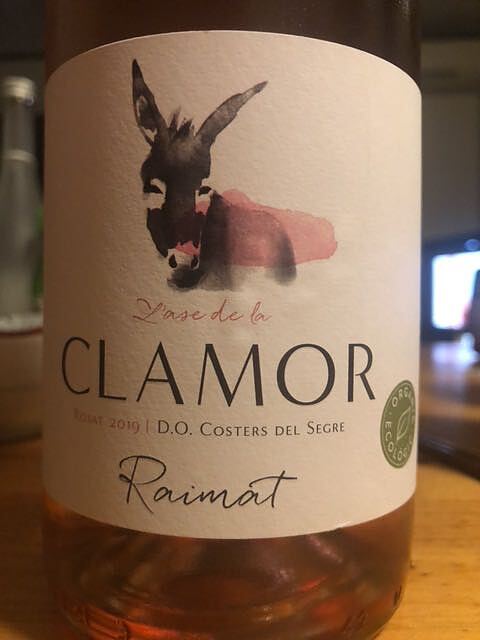 L'ase de la
CLAMOR
ROSAT 2019 | D.O. COSTERS DEL SEGRE
Raimat